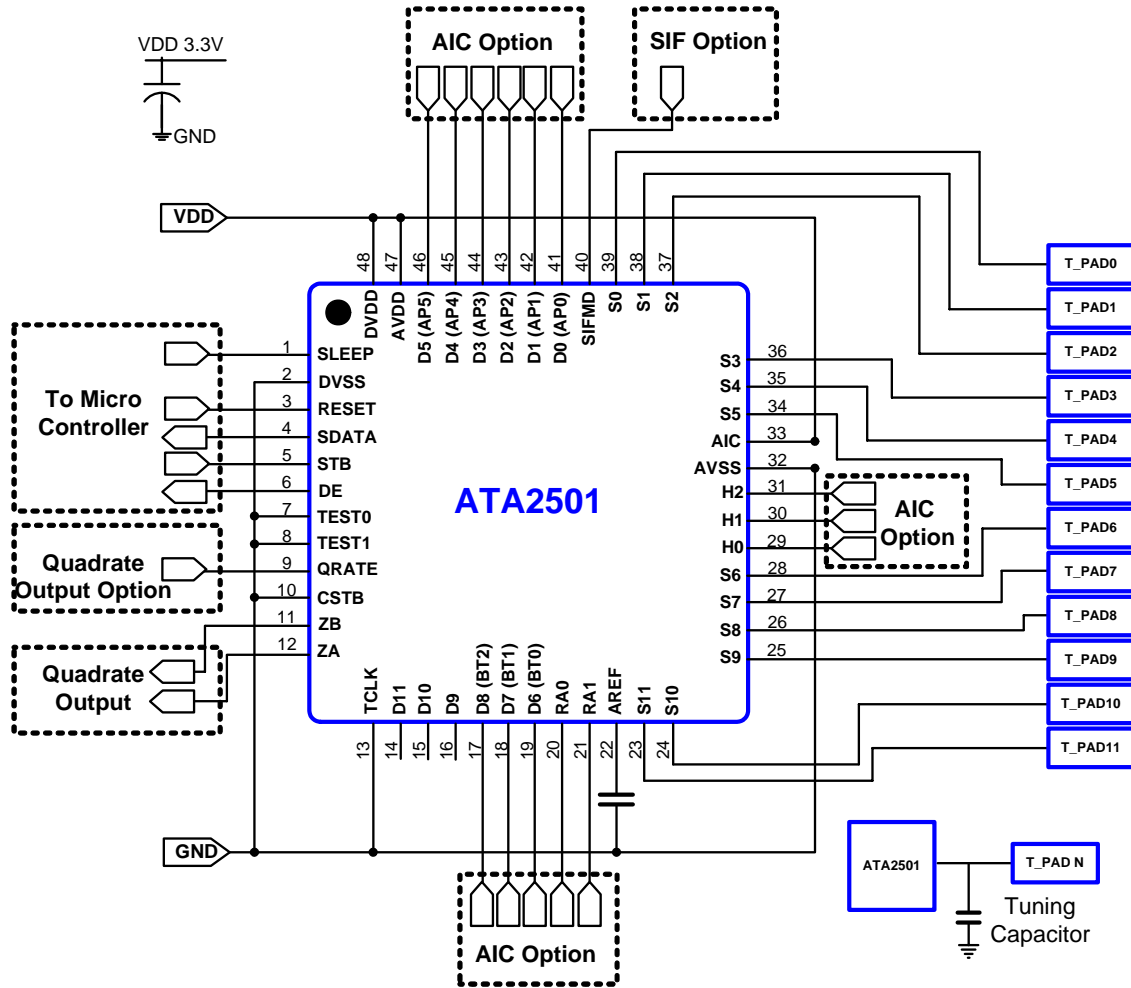 VDD 3.3V
GND
AIC Option
SIF Option
VDD
48
47
46
45
44
43
42
41
40
39
38
37
DVDD
AVDD
D5 (AP5)
D4 (AP4)
D3 (AP3)
D2 (AP2)
D1 (AP1)
D0 (AP0)
SIFMD
S0
S1
S2
To Micro
Controller
1
2
3
4
5
6
7
8
9
10
11
12
SLEEP
DVSS
RESET
SDATA
STB
DE
TEST0
TEST1
QRATE
CSTB
ZB
ZA
Quadrate
Output Option
Quadrate
Output
ATA2501
S3
S4
S5
AIC
AVSS
H2
H1
H0
S6
S7
S8
S9
36
35
34
33
32
31
30
29
28
27
26
25
AIC
Option
T_PAD0
T_PAD1
T_PAD2
T_PAD3
T_PAD4
T_PAD5
T_PAD6
T_PAD7
T_PAD8
T_PAD9
T_PAD10
T_PAD11
TCLK
D11
D10
D9
D8 (BT2)
D7 (BT1)
D6 (BT0)
RA0
RA1
AREF
S11
S10
13
14
15
16
17
18
19
20
21
22
23
24
GND
AIC Option
ATA2501
T_PAD N
Tuning
Capacitor